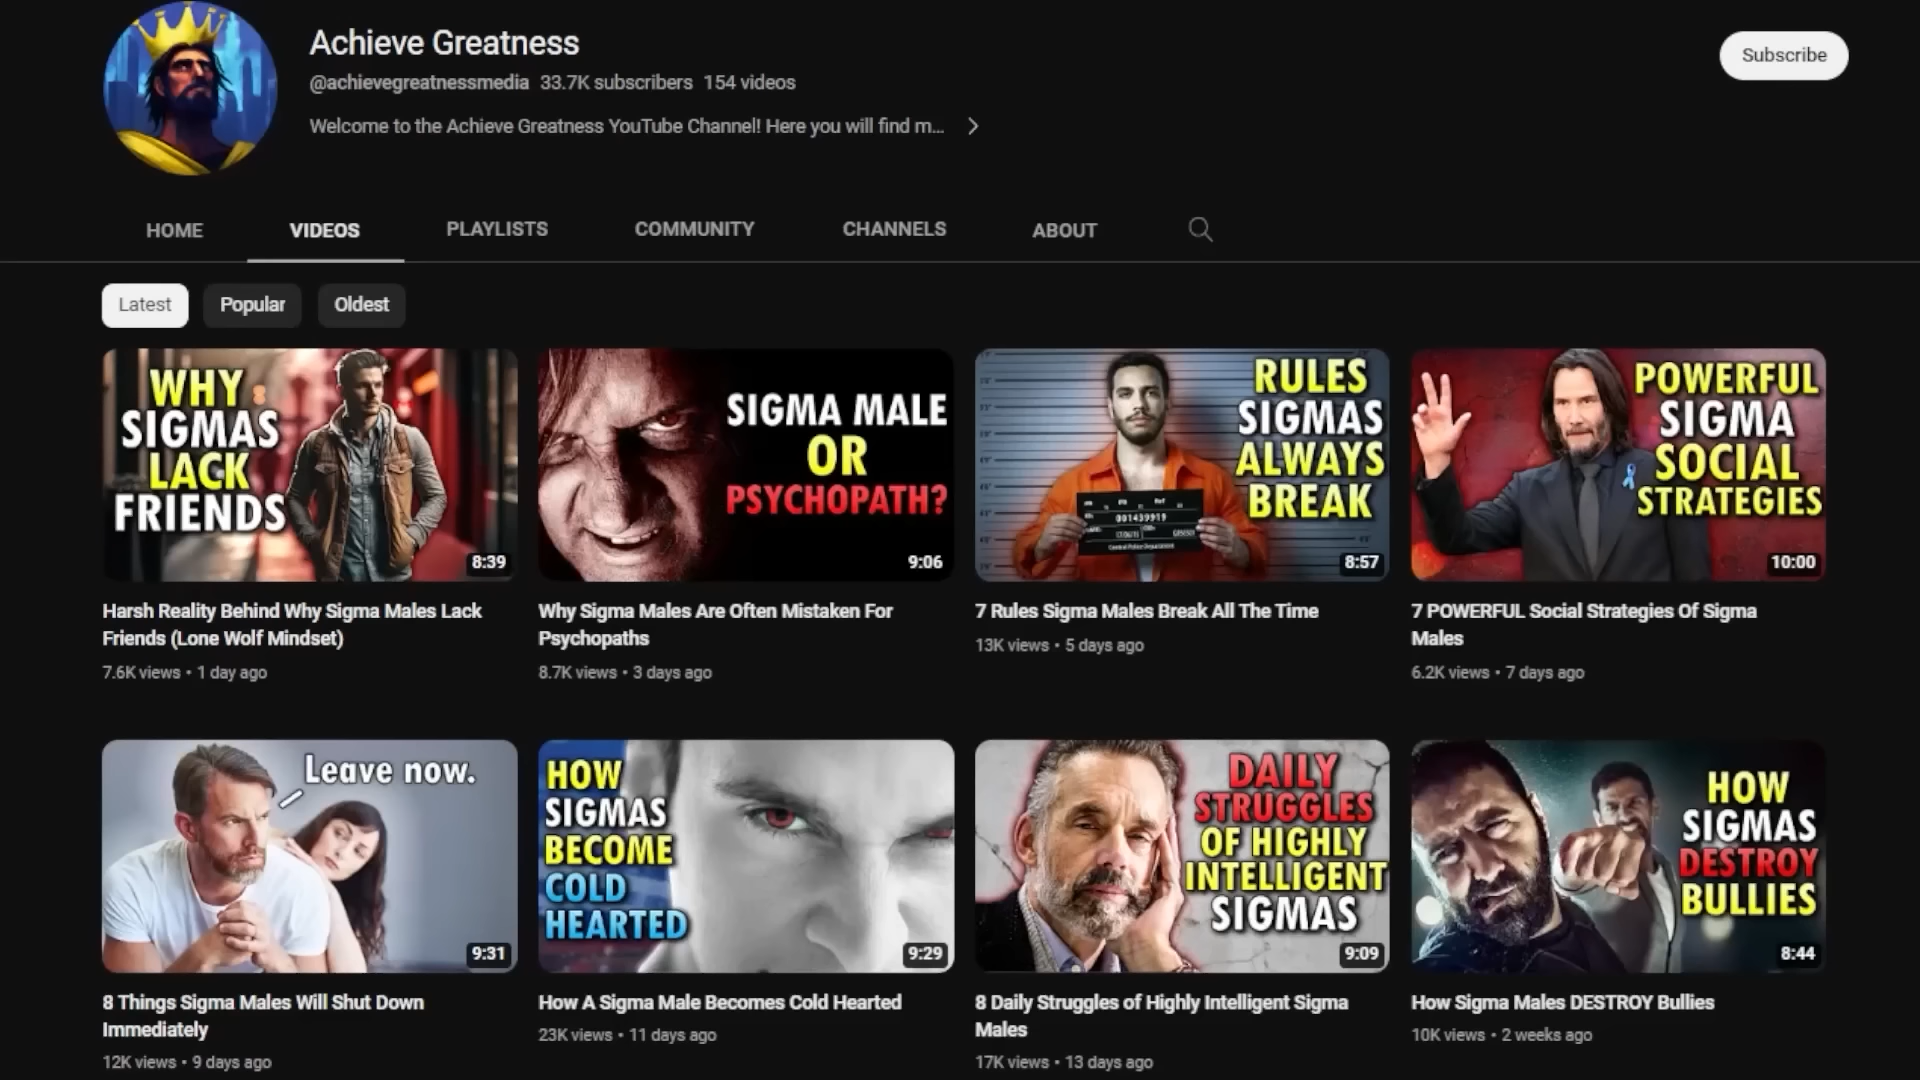 Achieve Greatness
@achievegreatnessmedia 33.7K subscribers 154 videos
Welcome to the Achieve Greatness YouTube Channel! Here you will find m...
Subscribe
HOME
VIDEOS
PLAYLISTS
COMMUNITY
CHANNELS
ABOUT
Latest
Popular
Oldest
WHY
SIGMAS
LACK
FRIENDS
8:39
SIGMA MALE
OR
PSYCHOPATH?
9:06
RULES
SIGMAS
ALWAYS
BREAK
001439919
Central Police Department
8:57
POWERFUL
SIGMA
SOCIAL
STRATEGIES
10:00
Harsh Reality Behind Why Sigma Males Lack
Friends (Lone Wolf Mindset)
7.6K views • 1 day ago
Why Sigma Males Are Often Mistaken For
Psychopaths
8.7K views • 3 days ago
7 Rules Sigma Males Break All The Time
13K views • 5 days ago
7 POWERFUL Social Strategies Of Sigma
Males
6.2K views • 7 days ago
Leave now.
9:31
HOW
SIGMAS
BECOME
COLD
HEARTED
9:29
DAILY
STRUGGLES
OF HIGHLY
INTELLIGENT
SIGMAS
9:09
HOW
SIGMAS
DESTROY
BULLIES
8:44
8 Things Sigma Males Will Shut Down
Immediately
12K views • 9 days ago
How A Sigma Male Becomes Cold Hearted
23K views • 11 days ago
8 Daily Struggles of Highly Intelligent Sigma
Males
17K views • 13 days ago
How Sigma Males DESTROY Bullies
10K views • 2 weeks ago